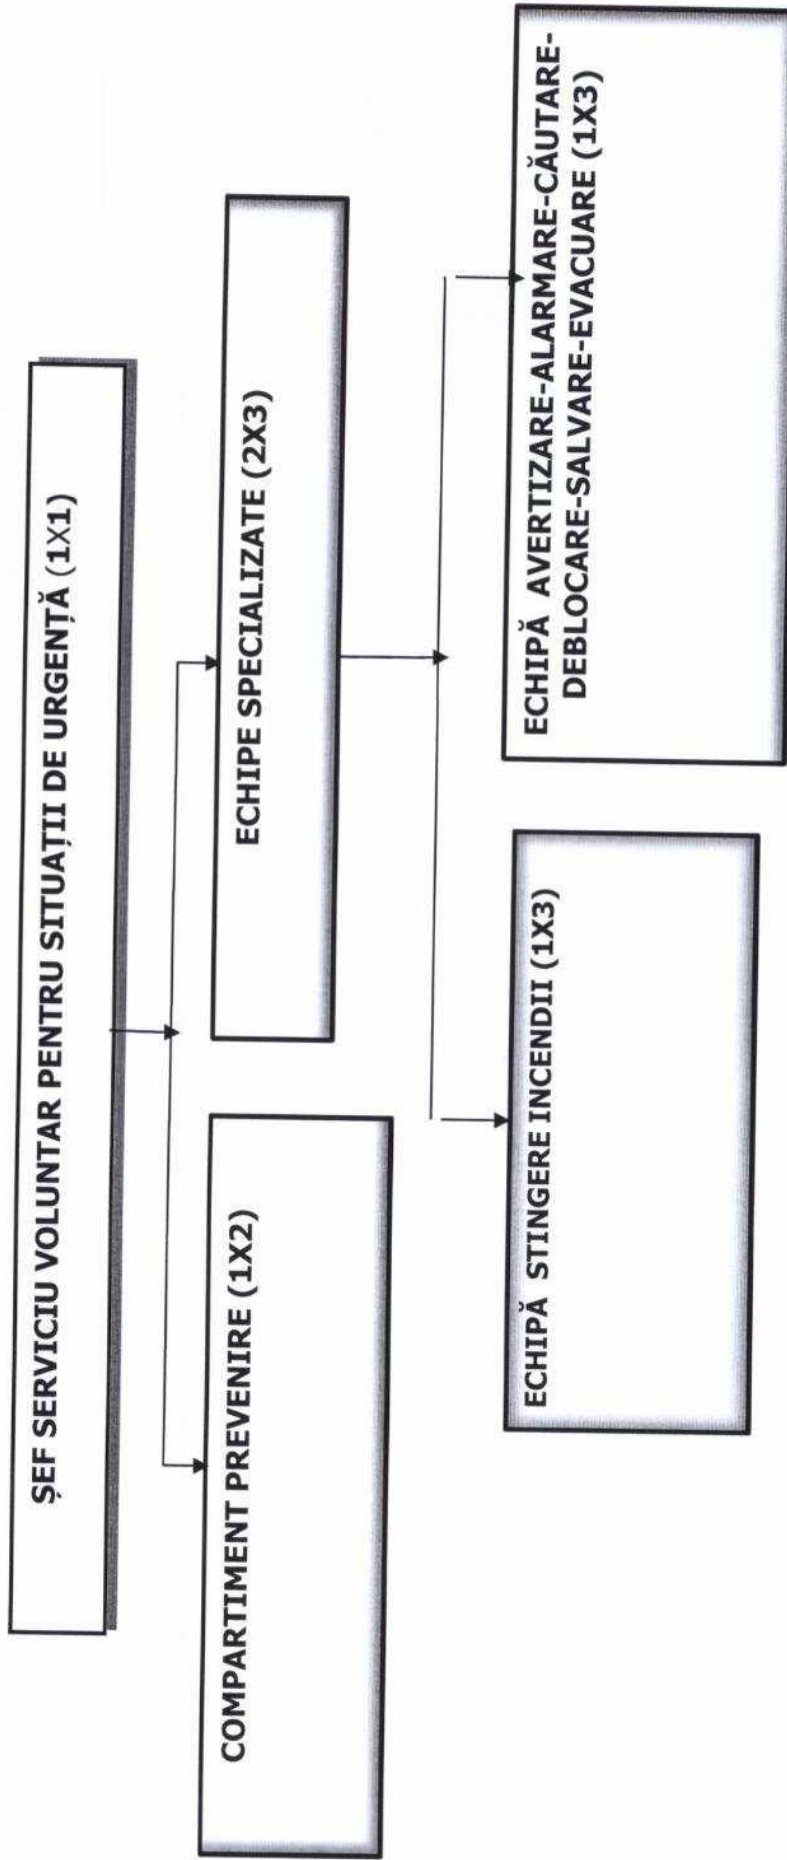 ȘEF SERVICIU VOLUNTAR PENTRU SITUAȚII DE URGENȚĂ (1X1)
COMPARTIMENT PREVENIRE (1X2)
ECHIPE SPECIALIZATE (2X3)
ECHIPĂ STINGERE INCENDII (1X3)
ECHIPĂ AVERTIZARE-ALARMARE-CĂUTARE-
DEBLOCARE-SALVARE-EVACUARE (1X3)